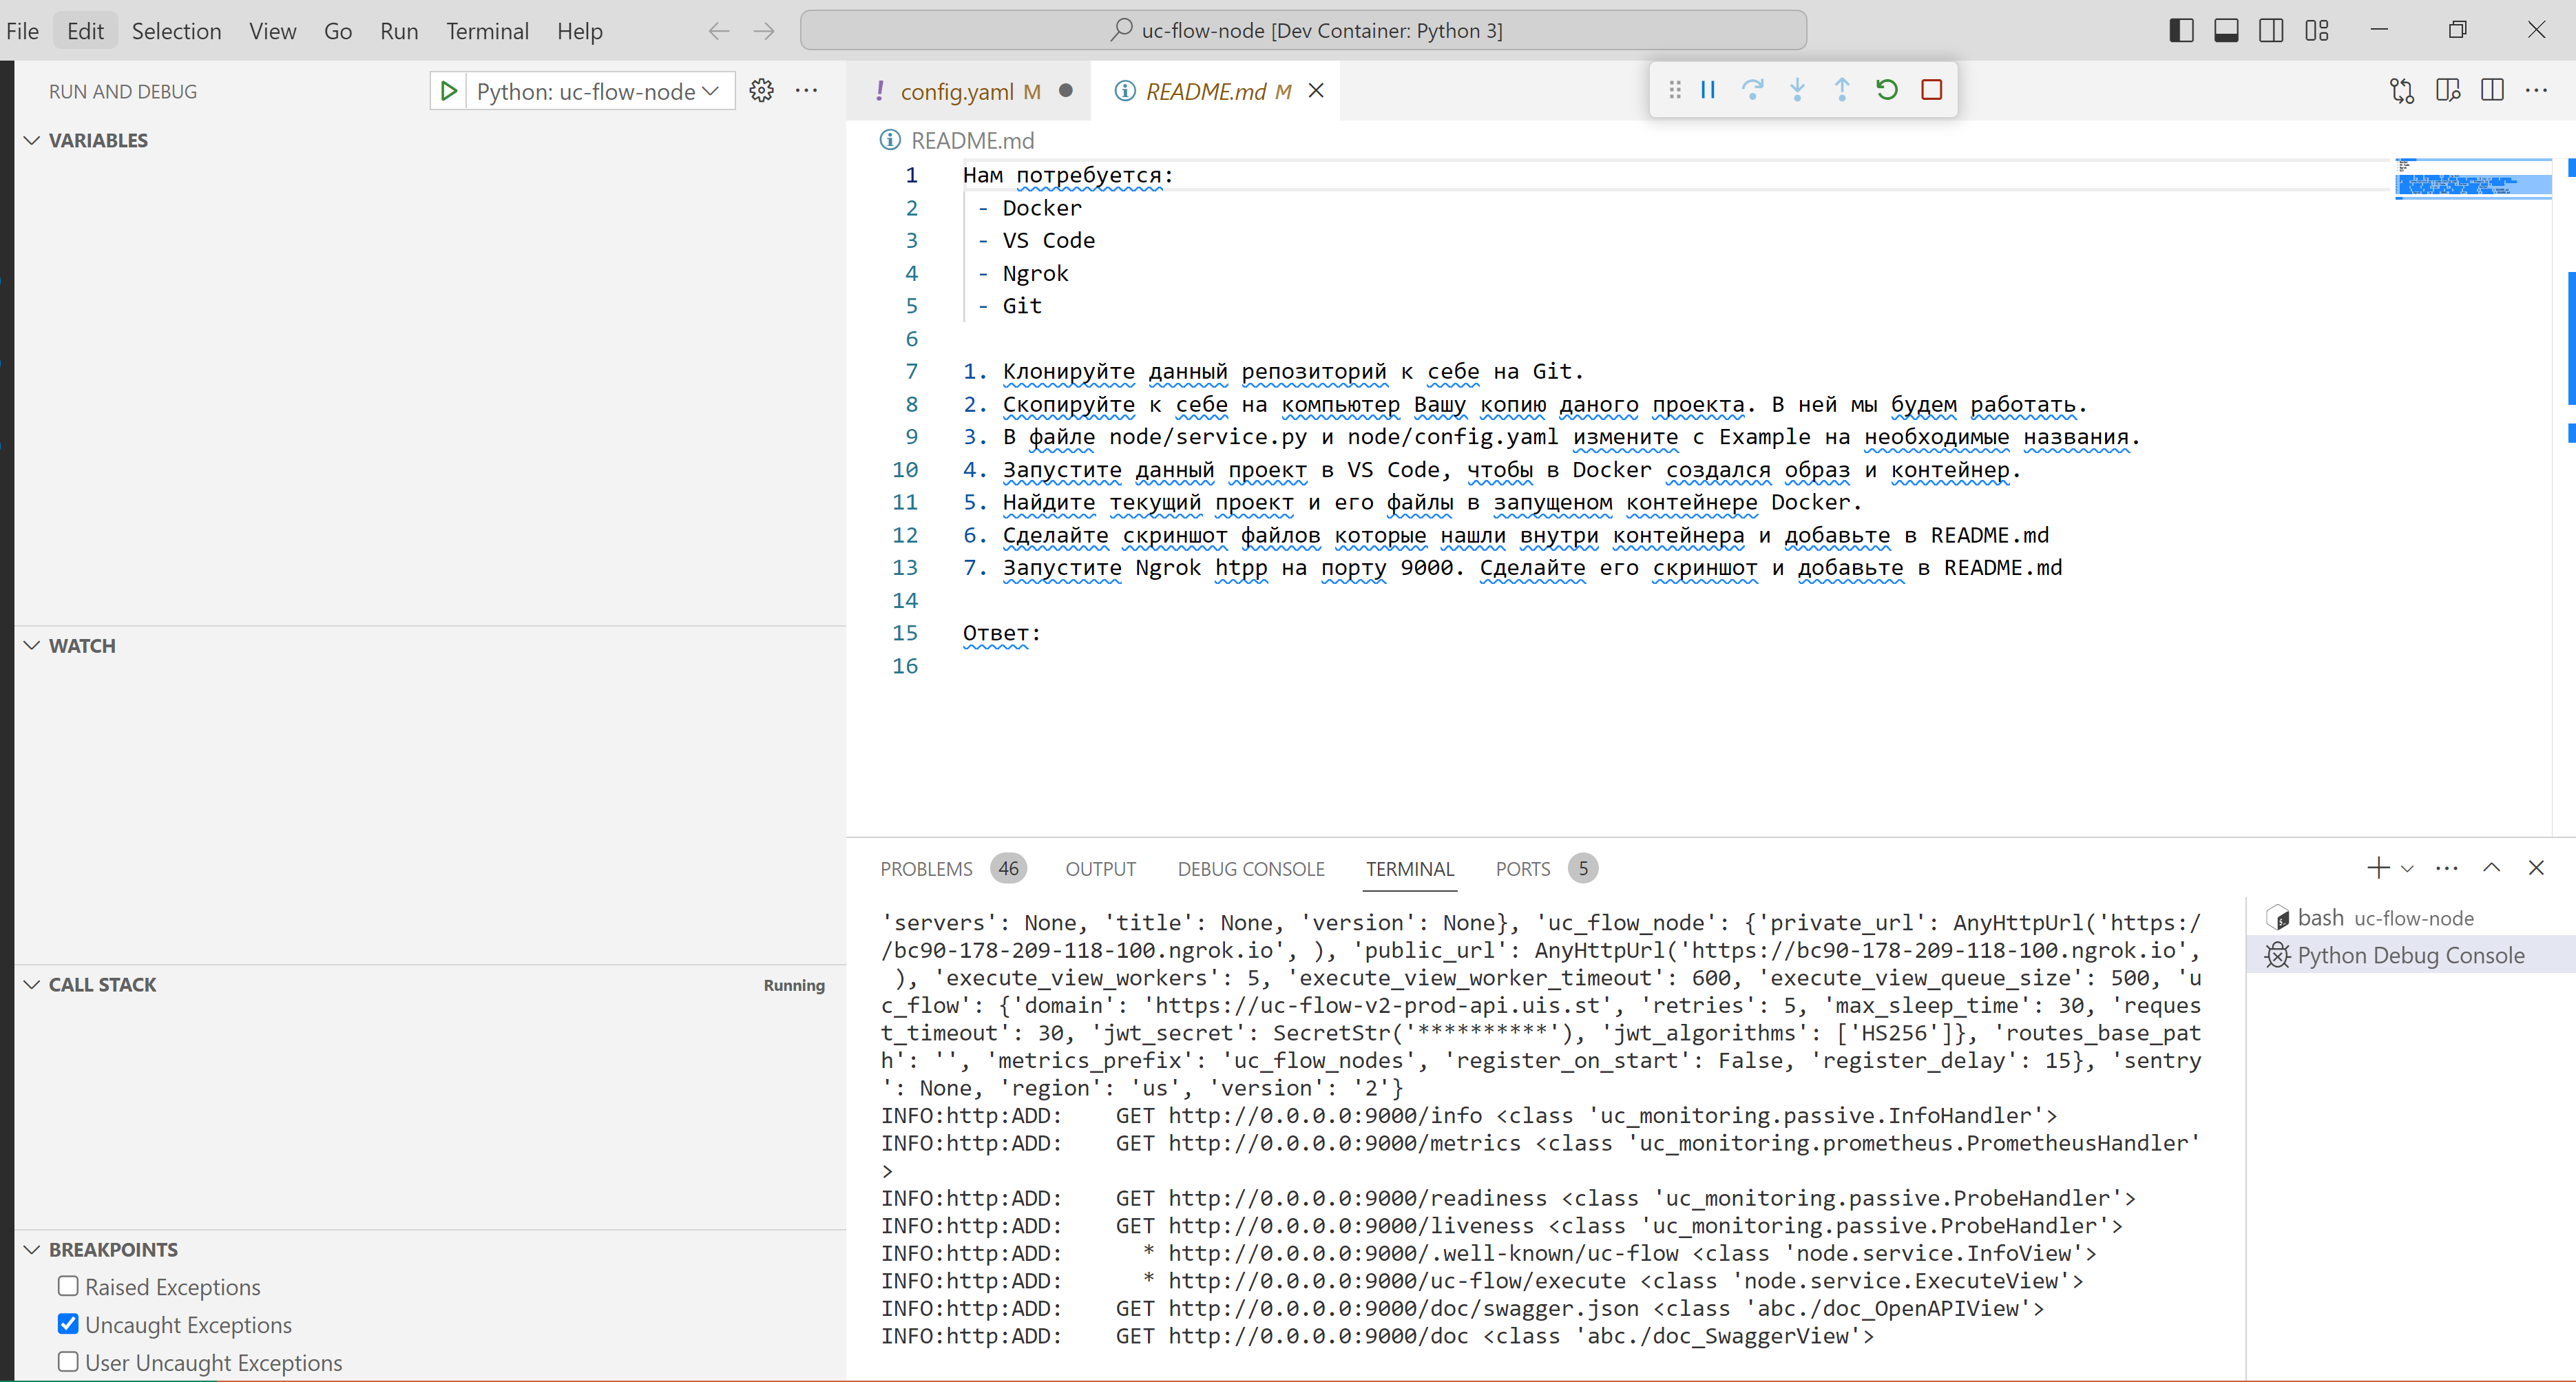 File Edit Selection View Go Run Terminal Help
uc-flow-node [Dev Container: Python 3]
RUN AND DEBUG
Python: uc-flow-node
config.yaml M
README.md M
VARIABLES
README.md
1 Нам потребуется:
2 - Docker
3 - VS Code
4 - Ngrok
5 - Git
6
7 1. Клонируйте данный репозиторий к себе на Git.
8 2. Скопируйте к себе на компьютер Вашу копию даного проекта. В ней мы будем работать.
9 3. В файле node/service.py и node/config.yaml измените с Example на необходимые названия.
10 4. Запустите данный проект в VS Code, чтобы в Docker создался образ и контейнер.
11 5. Найдите текущий проект и его файлы в запущеном контейнере Docker.
12 6. Сделайте скриншот файлов которые нашли внутри контейнера и добавьте в README.md
13 7. Запустите Ngrok htpp на порту 9000. Сделайте его скриншот и добавьте в README.md
14
15 Ответ:
16
WATCH
CALL STACK
Running
BREAKPOINTS
Raised Exceptions
Uncaught Exceptions
User Uncaught Exceptions
PROBLEMS 46 OUTPUT DEBUG CONSOLE TERMINAL PORTS 5
'servers': None, 'title': None, 'version': None}, 'uc_flow_node': {'private_url': AnyHttpUrl('https:/
/bc90-178-209-118-100.ngrok.io', ), 'public_url': AnyHttpUrl('https://bc90-178-209-118-100.ngrok.io',
), 'execute_view_workers': 5, 'execute_view_worker_timeout': 600, 'execute_view_queue_size': 500, 'u
c_flow': {'domain': 'https://uc-flow-v2-prod-api.uis.st', 'retries': 5, 'max_sleep_time': 30, 'reques
t_timeout': 30, 'jwt_secret': SecretStr('**********'), 'jwt_algorithms': ['HS256']}, 'routes_base_pat
h': '', 'metrics_prefix': 'uc_flow_nodes', 'register_on_start': False, 'register_delay': 15}, 'sentry
': None, 'region': 'us', 'version': '2'}
INFO:http:ADD: GET http://0.0.0.0:9000/info <class 'uc_monitoring.passive.InfoHandler'>
INFO:http:ADD: GET http://0.0.0.0:9000/metrics <class 'uc_monitoring.prometheus.PrometheusHandler'
>
INFO:http:ADD: GET http://0.0.0.0:9000/readiness <class 'uc_monitoring.passive.ProbeHandler'>
INFO:http:ADD: GET http://0.0.0.0:9000/liveness <class 'uc_monitoring.passive.ProbeHandler'>
INFO:http:ADD: * http://0.0.0.0:9000/.well-known/uc-flow <class 'node.service.InfoView'>
INFO:http:ADD: * http://0.0.0.0:9000/uc-flow/execute <class 'node.service.ExecuteView'>
INFO:http:ADD: GET http://0.0.0.0:9000/doc/swagger.json <class 'abc./doc_OpenAPIView'>
INFO:http:ADD: GET http://0.0.0.0:9000/doc <class 'abc./doc_SwaggerView'>
bash uc-flow-node
Python Debug Console